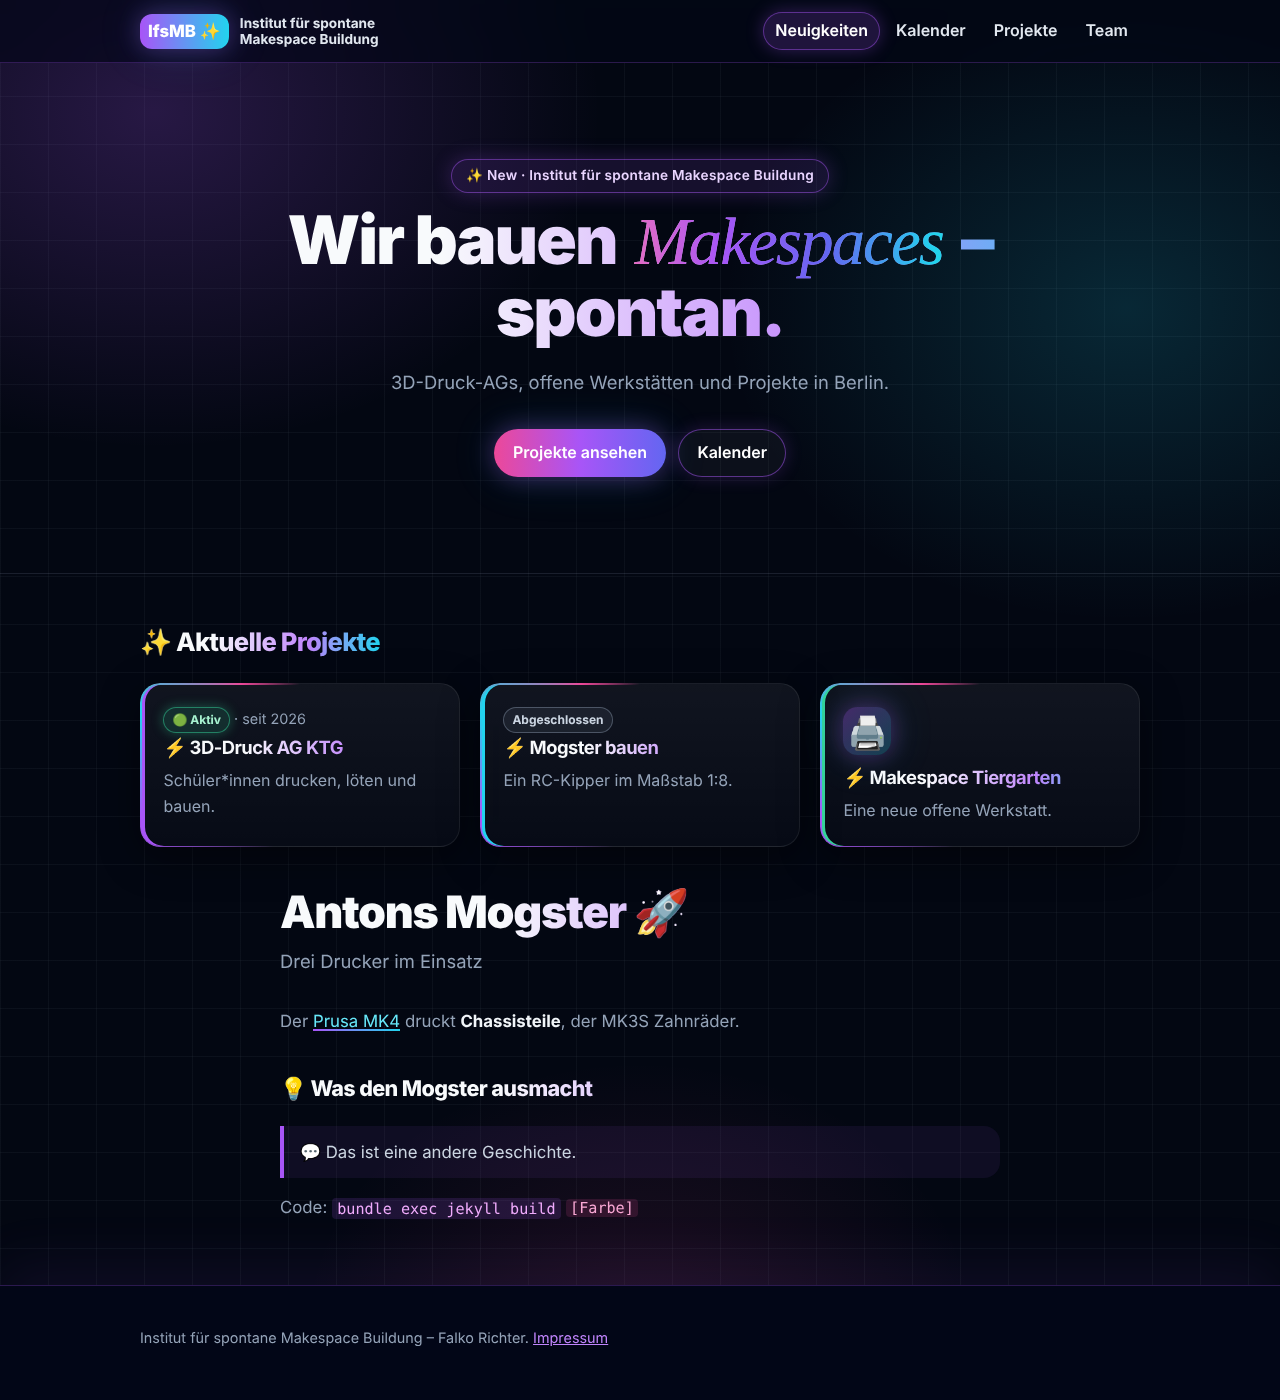 IfsMB ✨
Institut für spontane
Makespace Buildung
Neuigkeiten
Kalender
Projekte
Team
✨ New · Institut für spontane Makespace Buildung
Wir bauen Makespaces –
spontan.
3D-Druck-AGs, offene Werkstätten und Projekte in Berlin.
Projekte ansehen
Kalender
✨ Aktuelle Projekte
🟢 Aktiv · seit 2026
⚡ 3D-Druck AG KTG
Schüler*innen drucken, löten und
bauen.
Abgeschlossen
⚡ Mogster bauen
Ein RC-Kipper im Maßstab 1:8.
🖨️
⚡ Makespace Tiergarten
Eine neue offene Werkstatt.
Antons Mogster 🚀
Drei Drucker im Einsatz
Der Prusa MK4 druckt Chassisteile, der MK3S Zahnräder.
💡 Was den Mogster ausmacht
💬 Das ist eine andere Geschichte.
Code: bundle exec jekyll build [Farbe]
Institut für spontane Makespace Buildung – Falko Richter. Impressum